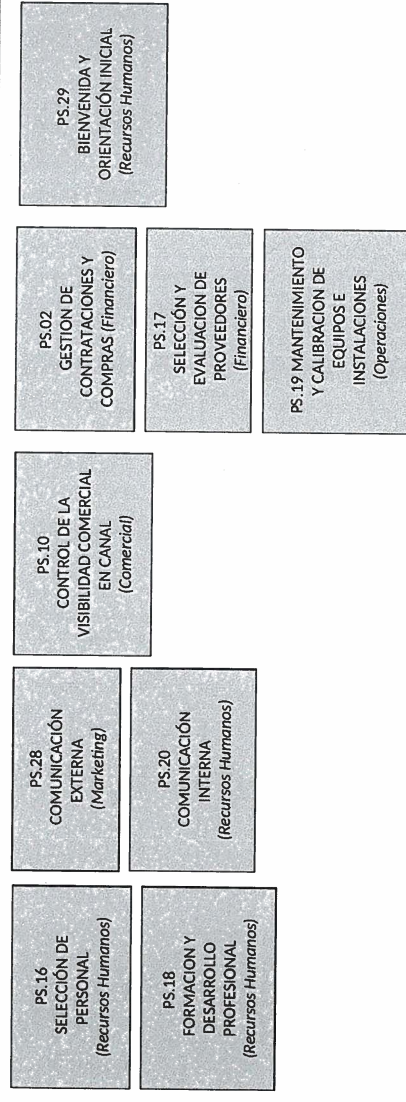 PS.16
SELECCIÓN DE
PERSONAL
(Recursos Humanos)
PS.28
COMUNICACIÓN
EXTERNA
(Marketing)
PS.10
CONTROL DE LA
VISIBILIDAD COMERCIAL
EN CANAL
(Comercial)
PS.02
GESTION DE
CONTRATACIONES Y
COMPRAS (Financiero)
PS.29
BIENVENIDA Y
ORIENTACIÓN INICIAL
(Recursos Humanos)
PS.18
FORMACION Y
DESARROLLO
PROFESIONAL
(Recursos Humanos)
PS.20
COMUNICACIÓN
INTERNA
(Recursos Humanos)
PS.17
SELECCIÓN Y
EVALUACION DE
PROVEEDORES
(Financiero)
PS.19 MANTENIMIENTO
Y CALIBRACION DE
EQUIPOS E
INSTALACIONES
(Operaciones)